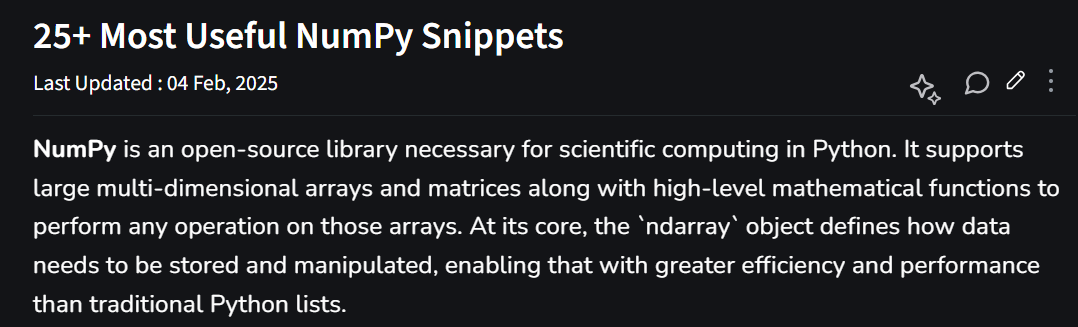 25+ Most Useful NumPy Snippets
Last Updated : 04 Feb, 2025
NumPy is an open-source library necessary for scientific computing in Python. It supports
large multi-dimensional arrays and matrices along with high-level mathematical functions to
perform any operation on those arrays. At its core, the `ndarray` object defines how data
needs to be stored and manipulated, enabling that with greater efficiency and performance
than traditional Python lists.